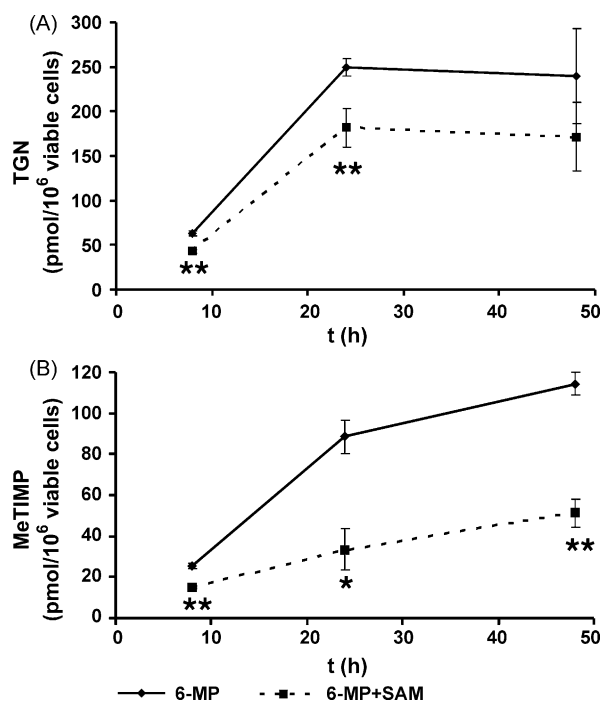 (A)
300
250
200
150
100
50
0
TGN
(pmol/10⁶ viable cells)
**
**
0 10 20 30 40 50
t (h)
(B)
120
100
80
60
40
20
0
MeTIMP
(pmol/10⁶ viable cells)
**
*
**
0 10 20 30 40 50
t (h)
6-MP 6-MP+SAM